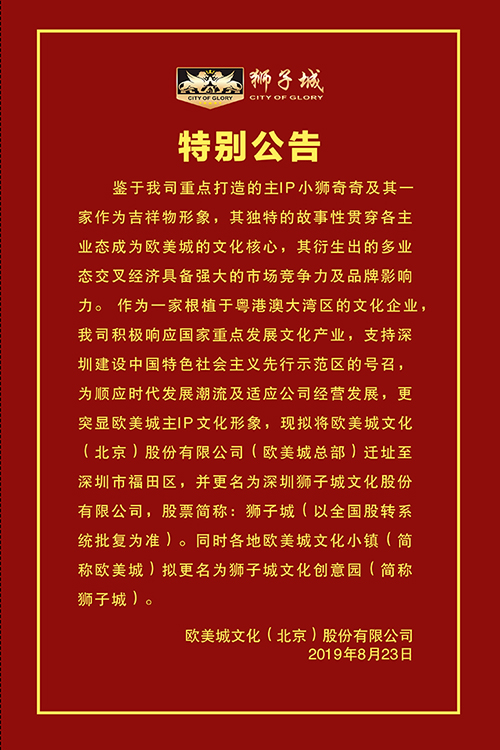 狮子城
CITY OF GLORY
CITY OF GLORY
特别公告
鉴于我司重点打造的主IP小狮奇奇及其一
家作为吉祥物形象，其独特的故事性贯穿各主
业态成为欧美城的文化核心，其衍生出的多业
态交叉经济具备强大的市场竞争力及品牌影响
力。 作为一家根植于粤港澳大湾区的文化企业，
我司积极响应国家重点发展文化产业，支持深
圳建设中国特色社会主义先行示范区的号召，
为顺应时代发展潮流及适应公司经营发展，更
突显欧美城主IP文化形象，现拟将欧美城文化
（北京）股份有限公司（欧美城总部）迁址至
深圳市福田区，并更名为深圳狮子城文化股份
有限公司，股票简称：狮子城（以全国股转系
统批复为准）。同时各地欧美城文化小镇（简
称欧美城）拟更名为狮子城文化创意园（简称
狮子城）。
欧美城文化（北京）股份有限公司
2019年8月23日